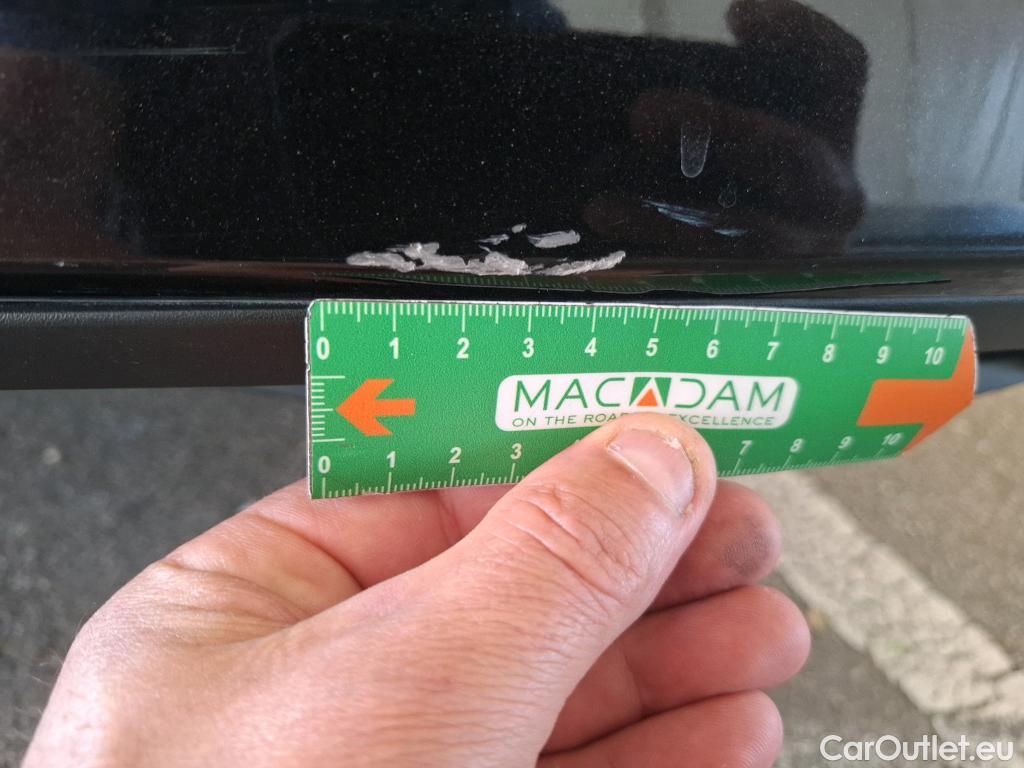 0 1 2 3 4 5 6 7 8 9 10
MACADAM
ON THE ROAD EXCELLENCE
0 1 2 3 7 8 9 10
CarOutlet.eu